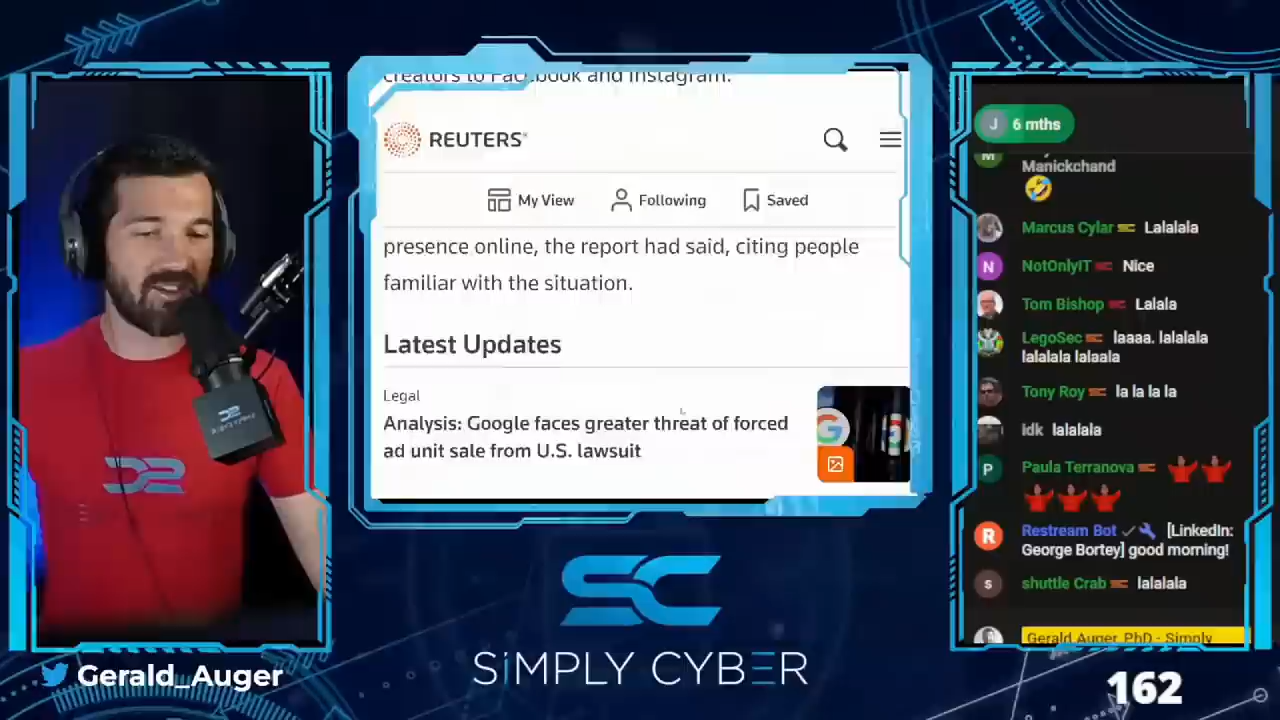 creators to Facebook and Instagram.
REUTERS
My View
Following
Saved
presence online, the report had said, citing people
familiar with the situation.
Latest Updates
Legal
Analysis: Google faces greater threat of forced
ad unit sale from U.S. lawsuit
SC
SIMPLY CYBER
Gerald_Auger
J 6 mths
M Manickchand
Marcus Cylar Lalalala
N NotOnlyIT Nice
Tom Bishop Lalala
LegoSec laaaa. lalalala
lalalala lalaala
Tony Roy la la la la
idk lalalala
P Paula Terranova
R Restream Bot [LinkedIn:
George Bortey] good morning!
s shuttle Crab lalalala
Gerald Auger, PhD - Simply
162